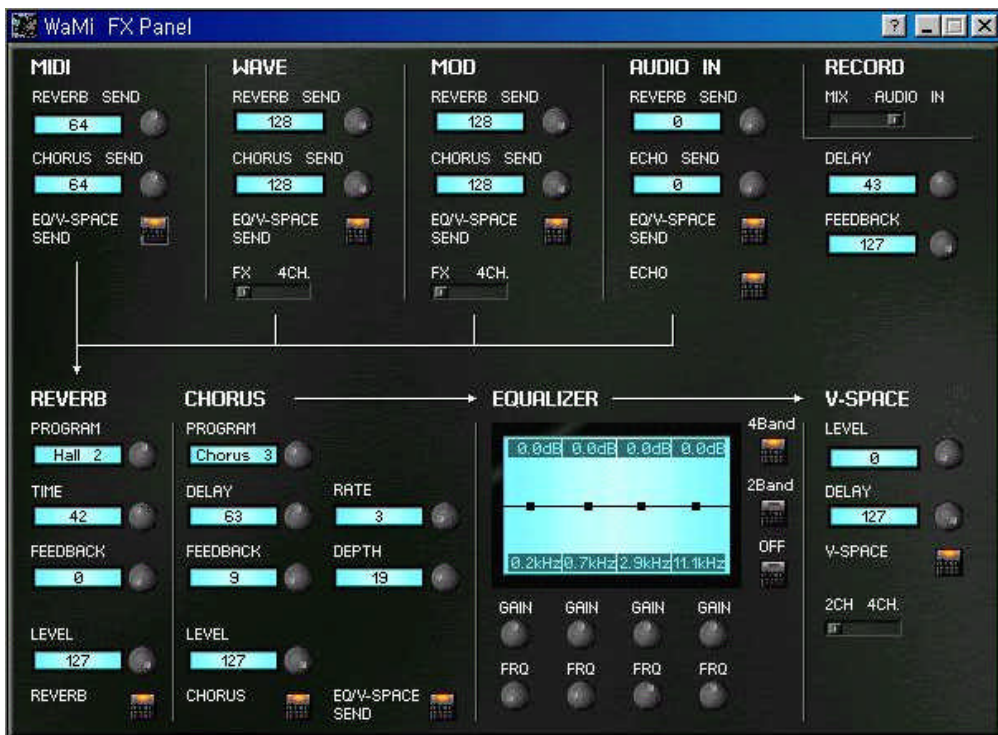 WaMi FX Panel
MIDI
REVERB SEND
64
CHORUS SEND
64
EQ/V-SPACE
SEND
WAVE
REVERB SEND
128
CHORUS SEND
128
EQ/V-SPACE
SEND
FX 4CH.
MOD
REVERB SEND
128
CHORUS SEND
128
EQ/V-SPACE
SEND
FX 4CH.
AUDIO IN
REVERB SEND
0
ECHO SEND
0
EQ/V-SPACE
SEND
ECHO
RECORD
MIX AUDIO IN
DELAY
43
FEEDBACK
127
REVERB
PROGRAM
Hall 2
TIME
42
FEEDBACK
0
LEVEL
127
REVERB
CHORUS
PROGRAM
Chorus 3
DELAY
63
RATE
3
FEEDBACK
9
DEPTH
19
LEVEL
127
CHORUS
EQ/V-SPACE
SEND
EQUALIZER
0.0dB 0.0dB 0.0dB 0.0dB
0.2kHz 0.7kHz 2.9kHz 11.1kHz
4Band
2Band
OFF
GAIN GAIN GAIN GAIN
FRQ FRQ FRQ FRQ
V-SPACE
LEVEL
0
DELAY
127
V-SPACE
2CH 4CH.